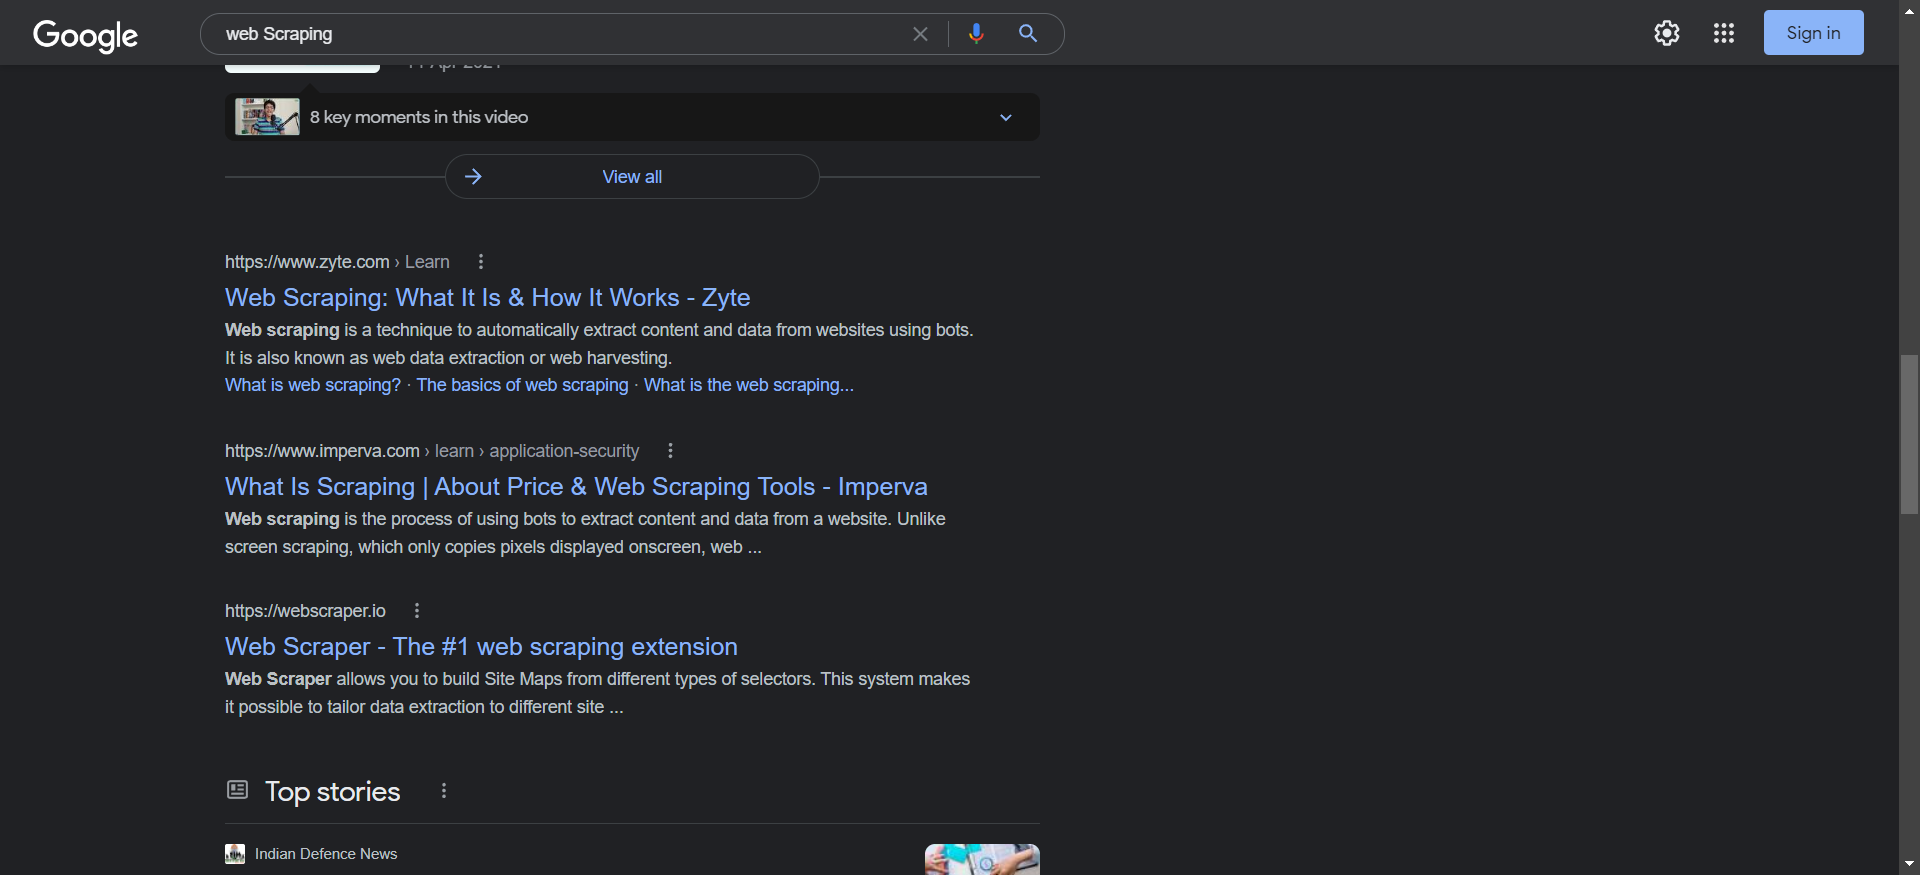 Google
web Scraping
Sign in
8 key moments in this video
View all
https://www.zyte.com › Learn
Web Scraping: What It Is & How It Works - Zyte
Web scraping is a technique to automatically extract content and data from websites using bots.
It is also known as web data extraction or web harvesting.
What is web scraping? · The basics of web scraping · What is the web scraping...
https://www.imperva.com › learn › application-security
What Is Scraping | About Price & Web Scraping Tools - Imperva
Web scraping is the process of using bots to extract content and data from a website. Unlike
screen scraping, which only copies pixels displayed onscreen, web ...
https://webscraper.io
Web Scraper - The #1 web scraping extension
Web Scraper allows you to build Site Maps from different types of selectors. This system makes
it possible to tailor data extraction to different site ...
Top stories
Indian Defence News